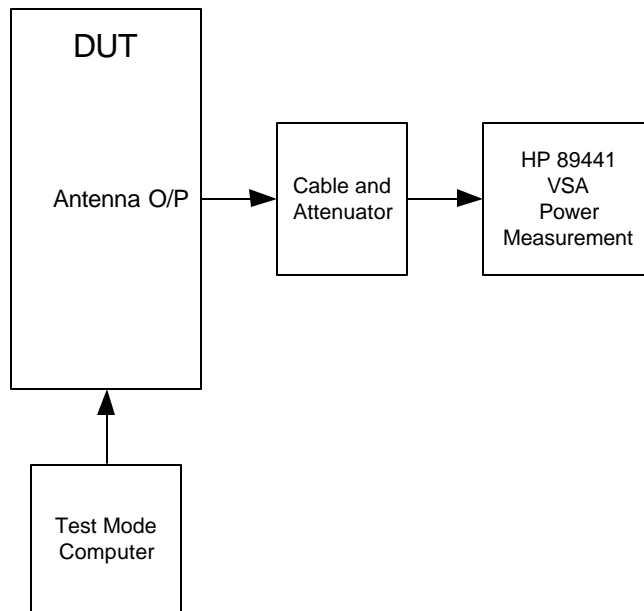 DUT
Antenna O/P
Cable and
Attenuator
HP 89441
VSA
Power
Measurement
Test Mode
Computer